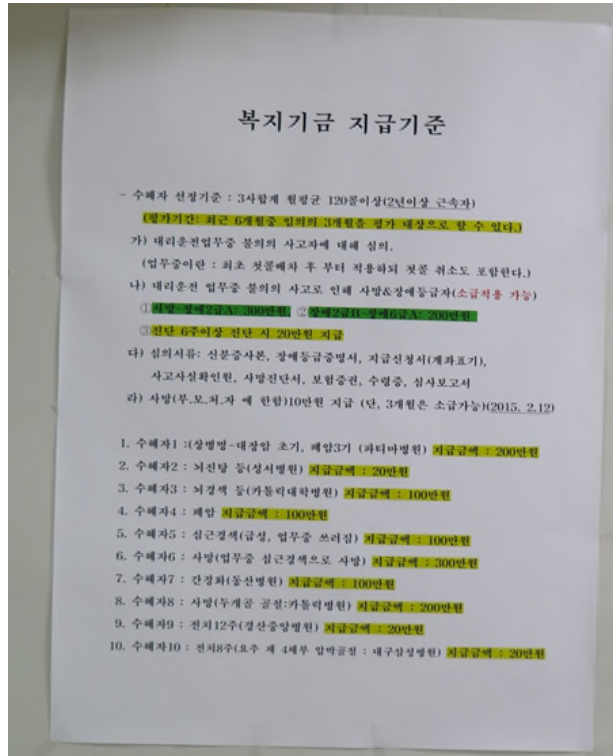 복지기금 지급기준
- 수혜자 선정기준 : 3사합계 월평균 120콜이상(2년이상 근속자)
(평가기간: 최근 6개월중 임의의 3개월을 평가 대상으로 할 수 있다.)
가) 대리운전업무중 불의의 사고자에 대해 심의.
(업무중이란 : 최초 첫콜배차 후 부터 적용하되 첫콜 취소도 포함한다.)
나) 대리운전 업무중 불의의 사고로 인해 사망&장애등급자(소급적용 가능)
①사망-장애2급A: 300만원, ②장애2급B-장애6급A: 200만원
③진단 6주이상 진단 시 20만원 지급
다) 심의서류: 신분증사본, 장애등급증명서, 지급신청서(계좌표기),
사고사실확인원, 사망진단서, 보험증권, 수령증, 심사보고서
라) 사망(부.모.처.자 에 한함)10만원 지급 (단, 3개월은 소급가능)(2015. 2.12)
1. 수혜자1 :(상병명-대장암 초기, 폐암3기 (파티마병원) 지급금액 : 200만원
2. 수혜자2 : 뇌진탕 등(성서병원) 지급금액 : 20만원
3. 수혜자3 : 뇌경색 등(카톨릭대학병원) 지급금액 : 100만원
4. 수혜자4 : 폐암 지급금액 : 100만원
5. 수혜자5 : 심근경색(급성, 업무중 쓰러짐) 지급금액 : 100만원
6. 수혜자6 : 사망(업무중 심근경색으로 사망) 지급금액 : 300만원
7. 수혜자7 : 간경화(동산병원) 지급금액 : 100만원
8. 수혜자8 : 사망(두개골 골절:카톨릭병원) 지급금액 : 200만원
9. 수혜자9 : 전치12주(경산중앙병원) 지급금액 : 20만원
10. 수혜자10 : 전치8주(요추 제 4체부 압박골절 : 대구삼성병원) 지급금액 : 20만원